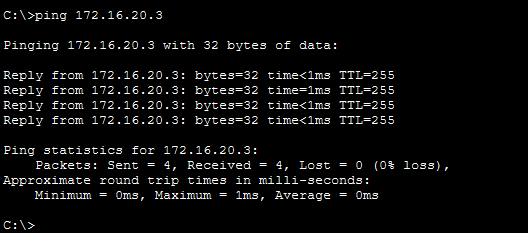 C:\>ping 172.16.20.3
Pinging 172.16.20.3 with 32 bytes of data:
Reply from 172.16.20.3: bytes=32 time<1ms TTL=255
Reply from 172.16.20.3: bytes=32 time=1ms TTL=255
Reply from 172.16.20.3: bytes=32 time<1ms TTL=255
Reply from 172.16.20.3: bytes=32 time<1ms TTL=255
Ping statistics for 172.16.20.3:
    Packets: Sent = 4, Received = 4, Lost = 0 (0% loss),
Approximate round trip times in milli-seconds:
    Minimum = 0ms, Maximum = 1ms, Average = 0ms
C:\>